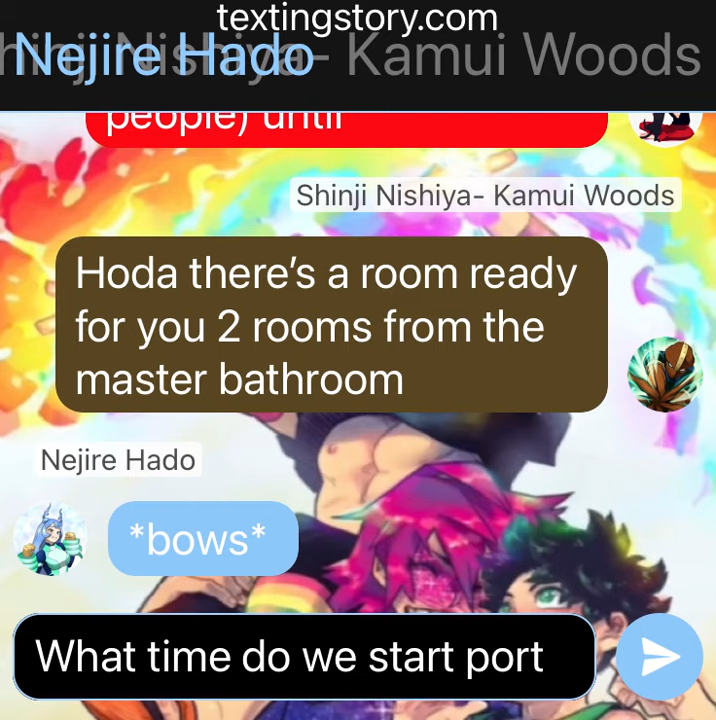 textingstory.com
Shinji Nishiya- Kamui Woods
Nejire Hado
people) until
Shinji Nishiya- Kamui Woods
Hoda there’s a room ready
for you 2 rooms from the
master bathroom
Nejire Hado
*bows*
What time do we start port